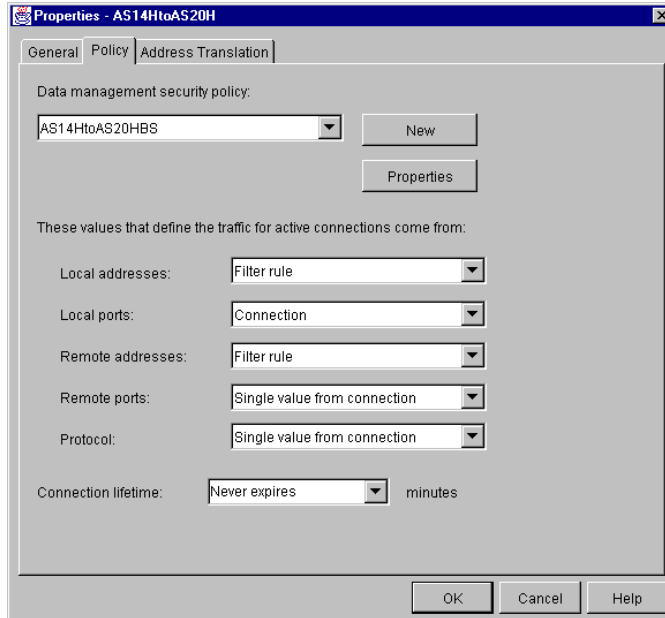 Properties - AS14HtoAS20H
General Policy Address Translation
Data management security policy:
AS14HtoAS20HBS New
Properties
These values that define the traffic for active connections come from:
Local addresses: Filter rule
Local ports: Connection
Remote addresses: Filter rule
Remote ports: Single value from connection
Protocol: Single value from connection
Connection lifetime: Never expires minutes
OK Cancel Help